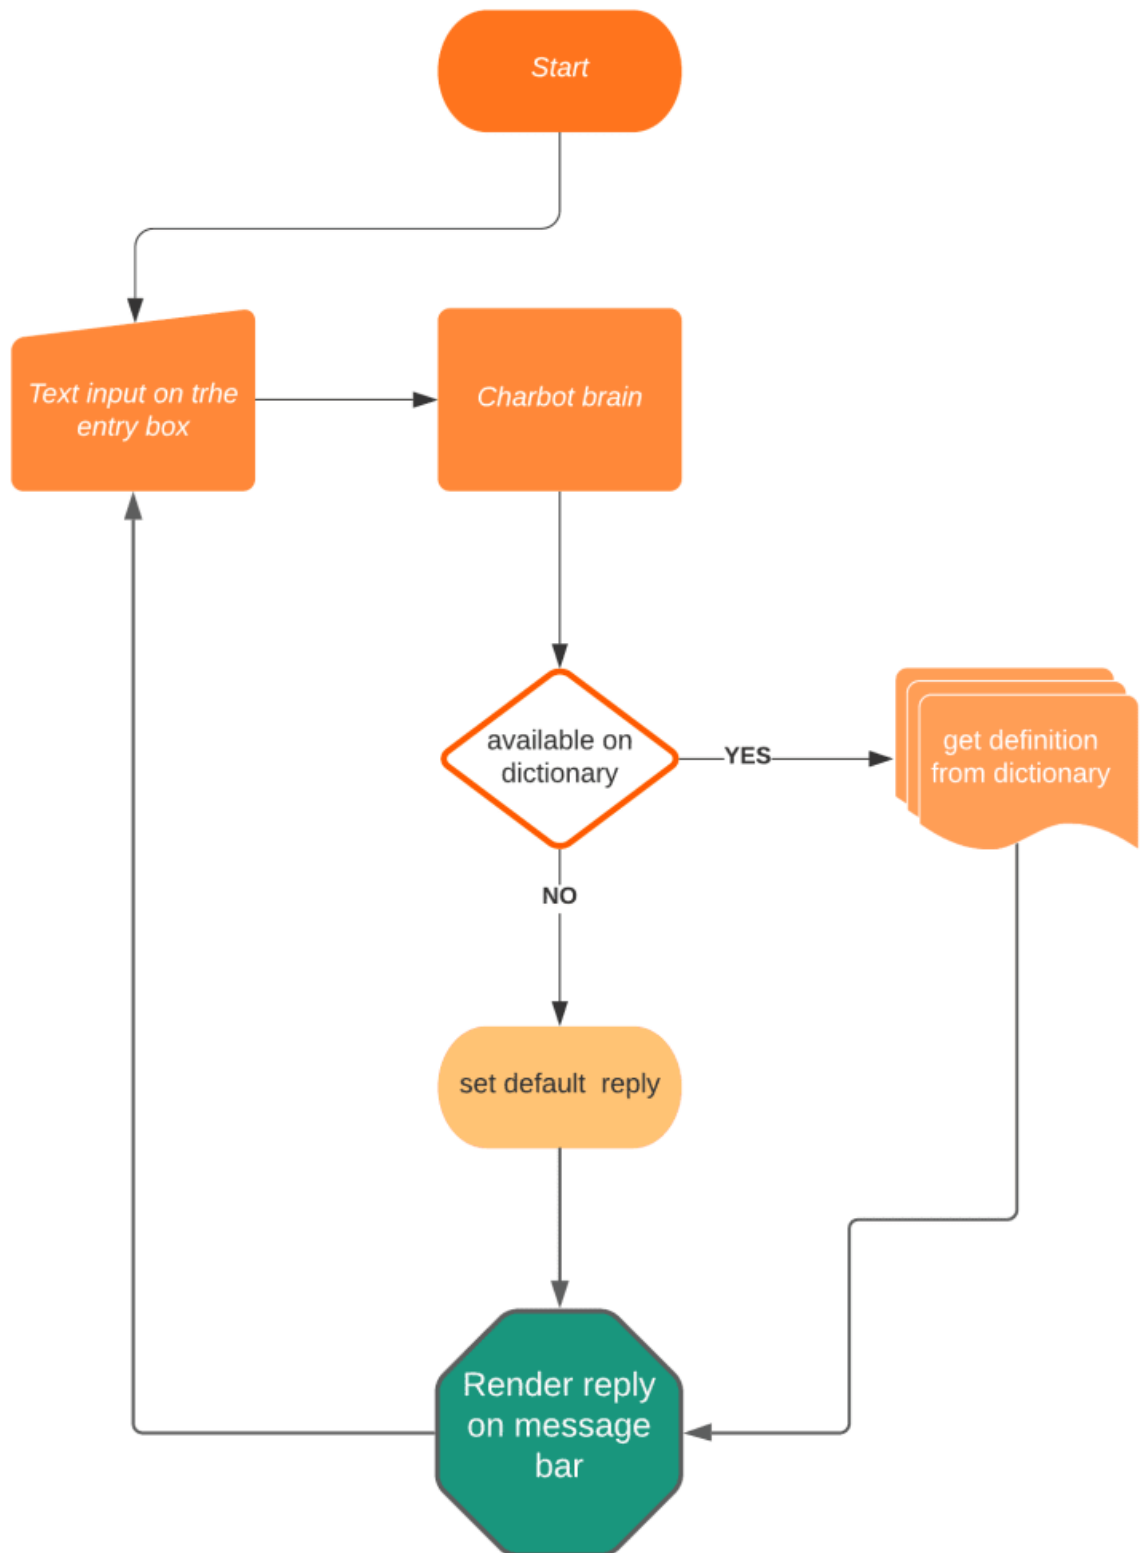 Start
Text input on trhe
entry box
Charbot brain
available on
dictionary
YES
get definition
from dictionary
NO
set default  reply
Render reply
on message
bar